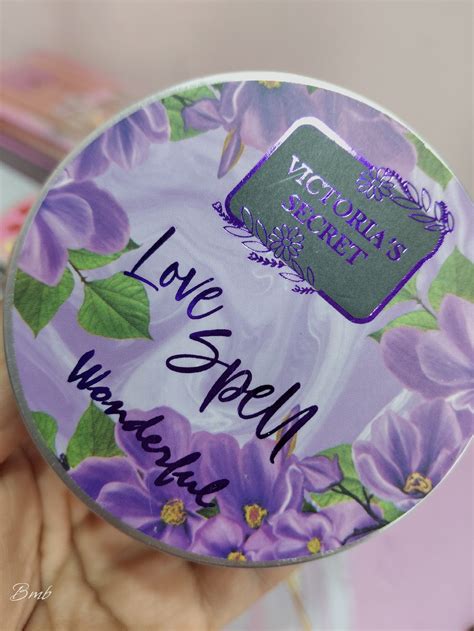 VICTORIA'S
SECRET
Love
Spell
Wonderful
Bmb